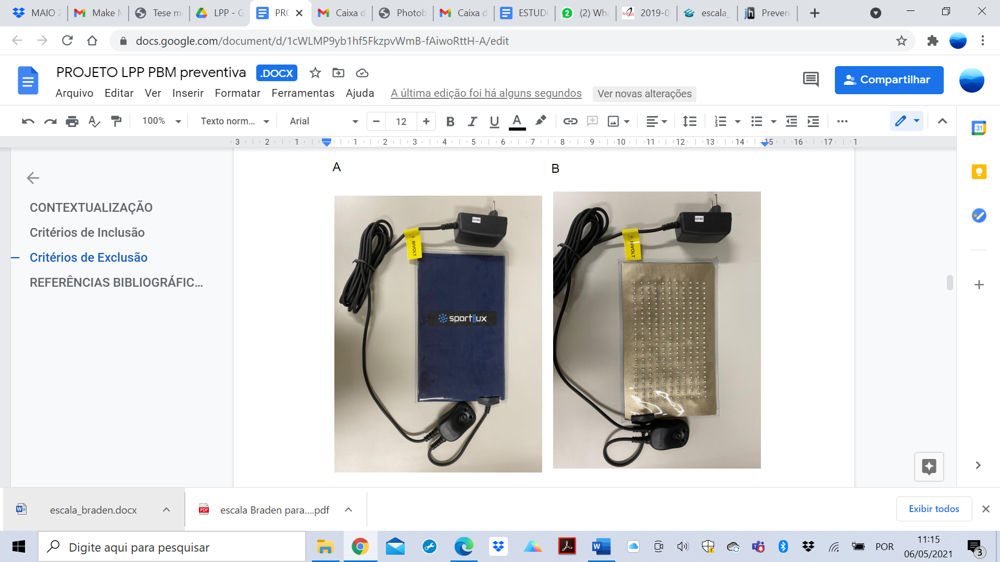 MAIO 2
Make M
Tese m
LPP - G
PRO
Caixa d
Photob
Caixa d
ESTUD
(2) Wha
2019-0
escala_
Preven
docs.google.com/document/d/1cWLMP9yb1hf5FkzpvWmB-fAiwoRttH-A/edit
PROJETO LPP PBM preventiva .DOCX
Compartilhar
Arquivo Editar Ver Inserir Formatar Ferramentas Ajuda A última edição foi há alguns segundos Ver novas alterações
100% Texto norm... Arial 12 B I U A
31
3 2 1 1 2 3 4 5 6 7 8 9 10 11 12 13 14 15 16 17 1
A B
CONTEXTUALIZAÇÃO
Critérios de Inclusão
Critérios de Exclusão
REFERÊNCIAS BIBLIOGRÁFIC...
BIVOLT
BIVOLT
sportllux
escala_braden.docx
PDF
escala Braden para....pdf
Exibir todos
Digite aqui para pesquisar
POR
11:15
06/05/2021
3